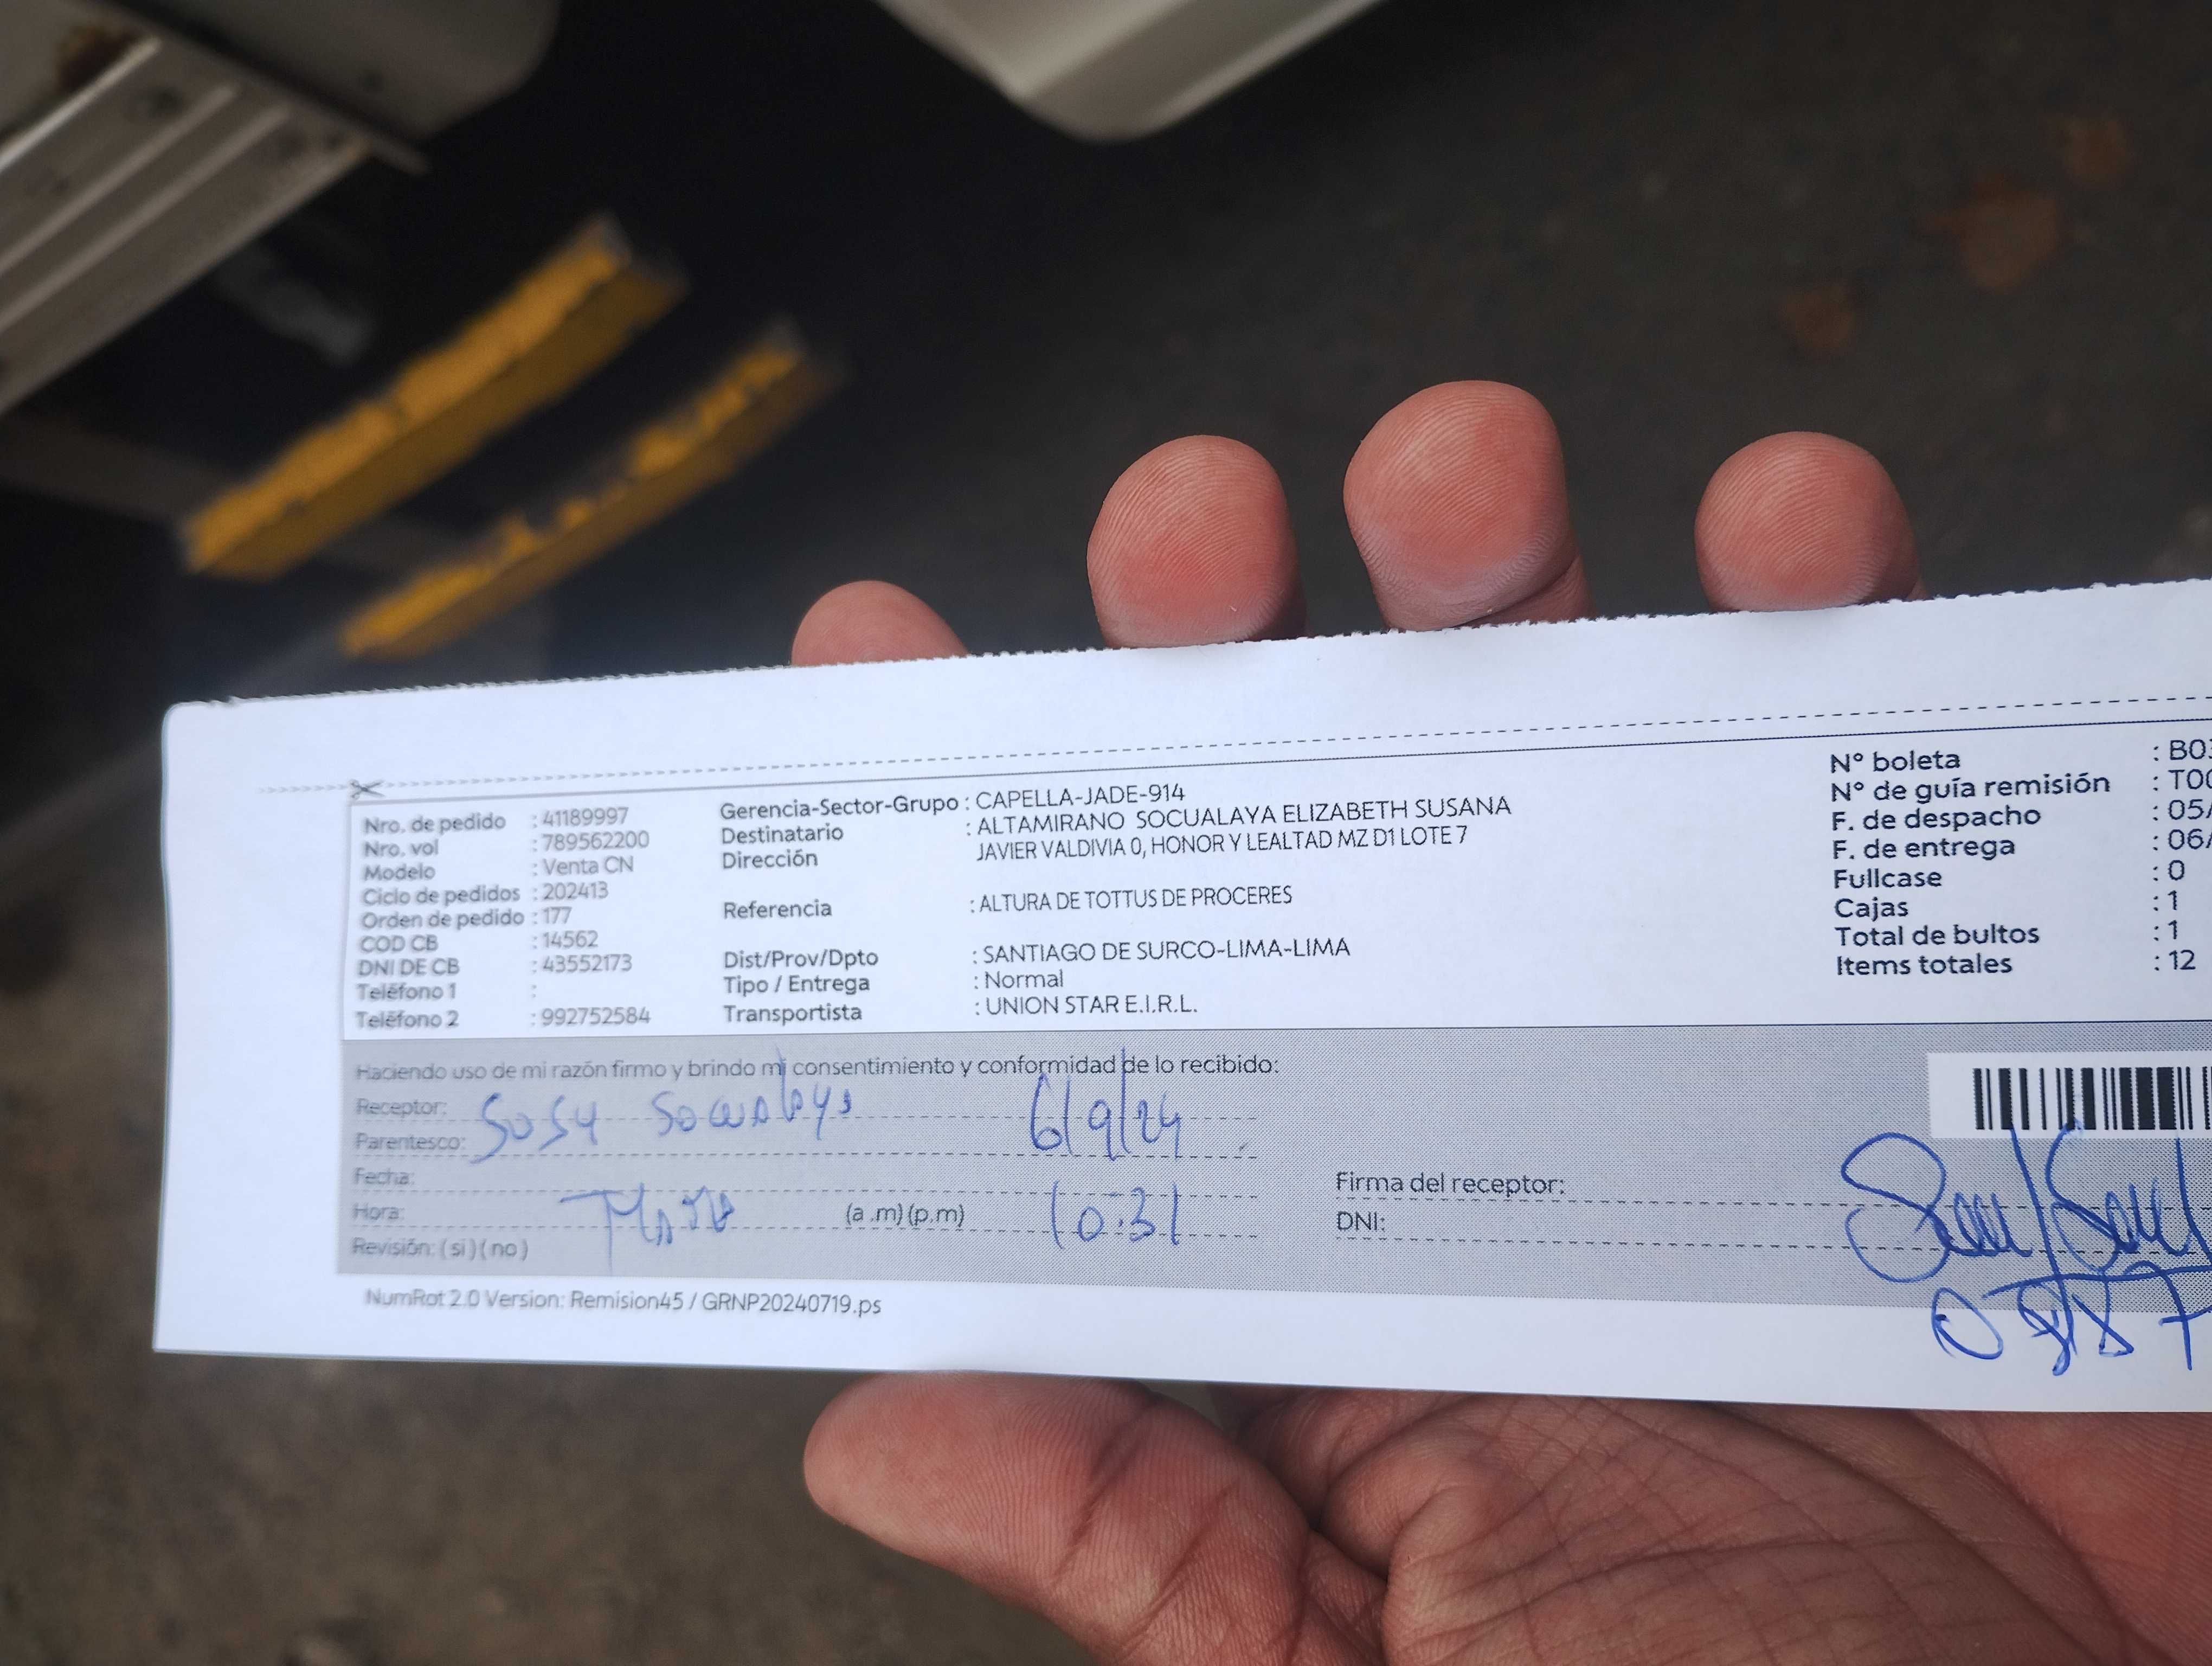 Nro. de pedido : 41189997
Nro. vol : 789562200
Modelo : Venta CN
Ciclo de pedidos : 202413
Orden de pedido : 177
COD CB : 14562
DNI DE CB : 43552173
Teléfono 1 :
Teléfono 2 : 992752584
Gerencia-Sector-Grupo : CAPELLA-JADE-914
Destinatario : ALTAMIRANO SOCUALAYA ELIZABETH SUSANA
Dirección JAVIER VALDIVIA 0, HONOR Y LEALTAD MZ D1 LOTE 7
Referencia : ALTURA DE TOTTUS DE PROCERES
Dist/Prov/Dpto : SANTIAGO DE SURCO-LIMA-LIMA
Tipo / Entrega : Normal
Transportista : UNION STAR E.I.R.L.
N° boleta : B03
N° de guía remisión : T00
F. de despacho : 05/
F. de entrega : 06/
Fullcase : 0
Cajas : 1
Total de bultos : 1
Items totales : 12
Haciendo uso de mi razón firmo y brindo mi consentimiento y conformidad de lo recibido:
Receptor: Socualaya 6/9/24
Parentesco:
Fecha:
Hora: (a.m)(p.m) 10:31
Revisión: (si)(no)
Firma del receptor:
DNI:
NumRot 2.0 Version: Remision45 / GRNP20240719.ps